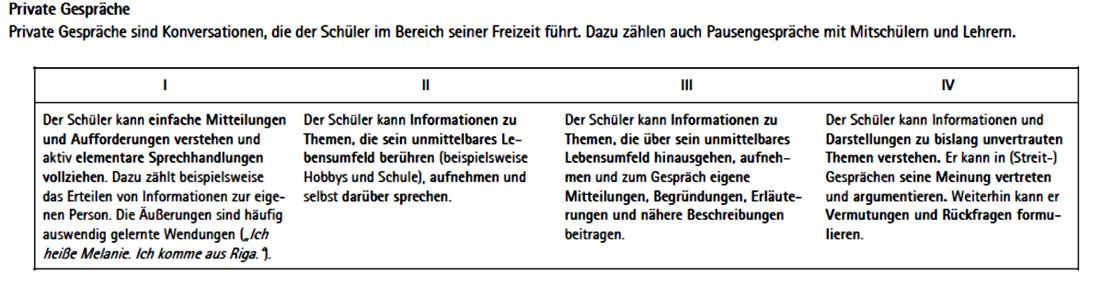 Private Gespräche
Private Gespräche sind Konversationen, die der Schüler im Bereich seiner Freizeit führt. Dazu zählen auch Pausengespräche mit Mitschülern und Lehrern.
I
II
III
IV
Der Schüler kann einfache Mitteilungen
und Aufforderungen verstehen und
aktiv elementare Sprechhandlungen
vollziehen. Dazu zählt beispielsweise
das Erteilen von Informationen zur eige-
nen Person. Die Äußerungen sind häufig
auswendig gelernte Wendungen („Ich
heiße Melanie. Ich komme aus Riga.“).
Der Schüler kann Informationen zu
Themen, die sein unmittelbares Le-
bensumfeld berühren (beispielsweise
Hobbys und Schule), aufnehmen und
selbst darüber sprechen.
Der Schüler kann Informationen zu
Themen, die über sein unmittelbares
Lebensumfeld hinausgehen, aufneh-
men und zum Gespräch eigene
Mitteilungen, Begründungen, Erläute-
rungen und nähere Beschreibungen
beitragen.
Der Schüler kann Informationen und
Darstellungen zu bislang unvertrauten
Themen verstehen. Er kann in (Streit-)
Gesprächen seine Meinung vertreten
und argumentieren. Weiterhin kann er
Vermutungen und Rückfragen formu-
lieren.